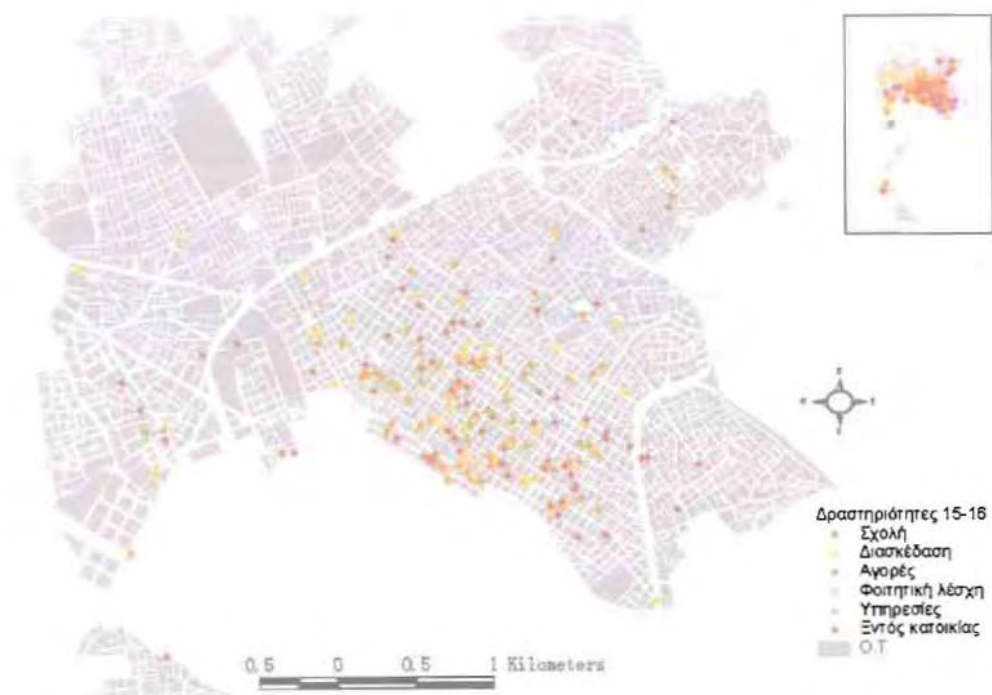 Δραστηριότητες 15-16
Σχολή
Διασκέδαση
Αγορές
Φοιτητική λέσχη
Υπηρεσίες
Εντός κατοικίας
Ο.Τ
0.5 0 0.5 1 Kilometers